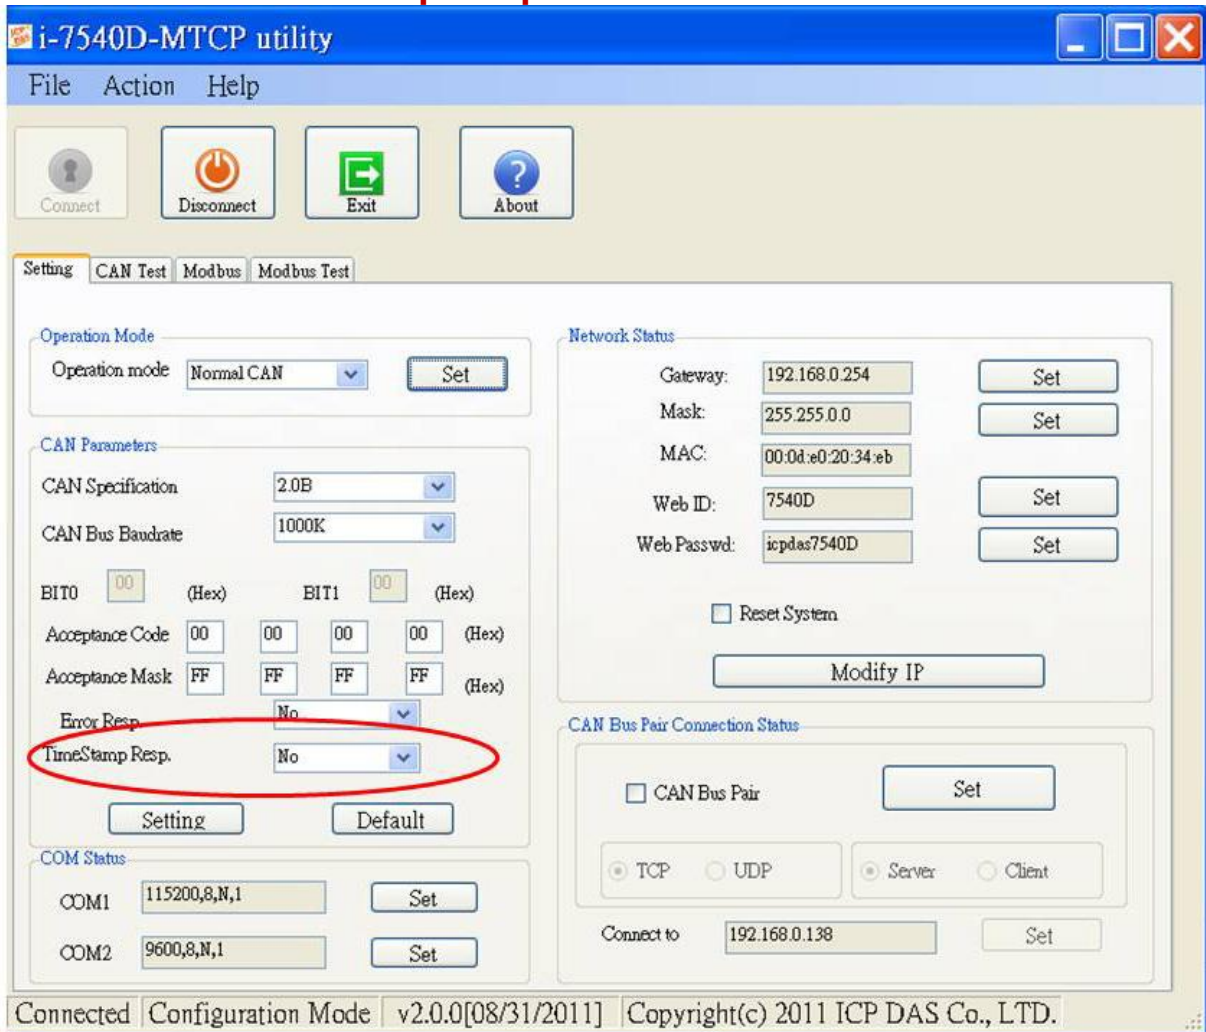 i-7540D-MTCP utility
File Action Help
Connect Disconnect Exit About
Setting CAN Test Modbus Modbus Test
Operation Mode
Operation mode Normal CAN Set
CAN Parameters
CAN Specification 2.0B
CAN Bus Baudrate 1000K
BIT0 00 (Hex) BIT1 00 (Hex)
Acceptance Code 00 00 00 00 (Hex)
Acceptance Mask FF FF FF FF (Hex)
Error Resp. No
TimeStamp Resp. No
Setting Default
COM Status
COM1 115200,8,N,1 Set
COM2 9600,8,N,1 Set
Network Status
Gateway: 192.168.0.254 Set
Mask: 255.255.0.0 Set
MAC: 00:0d:e0:20:34:eb
Web ID: 7540D Set
Web Passwd: icpdas7540D Set
Reset System
Modify IP
CAN Bus Pair Connection Status
CAN Bus Pair Set
TCP UDP Server Client
Connect to 192.168.0.138 Set
Connected Configuration Mode v2.0.0[08/31/2011] Copyright(c) 2011 ICP DAS Co., LTD.